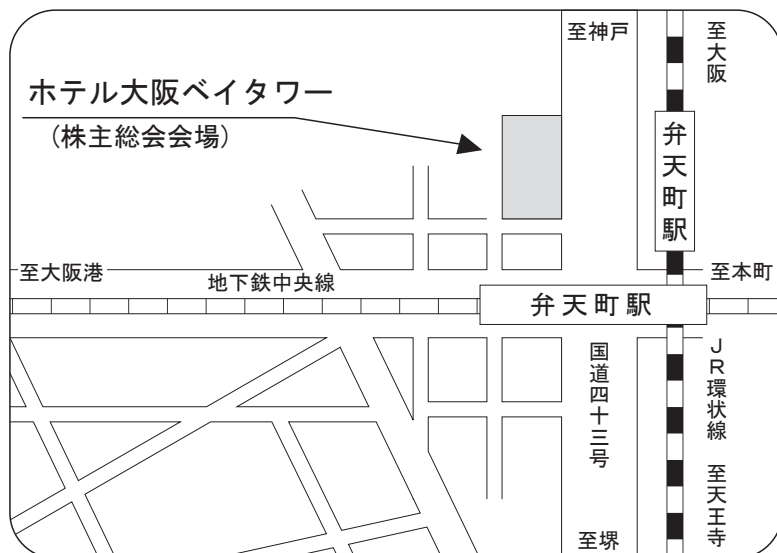 至神戸
至大阪
ホテル大阪ベイタワー
(株主総会会場)
弁天町駅
至大阪港
地下鉄中央線
至本町
弁天町駅
国道四十三号
JR環状線
至天王寺
至堺